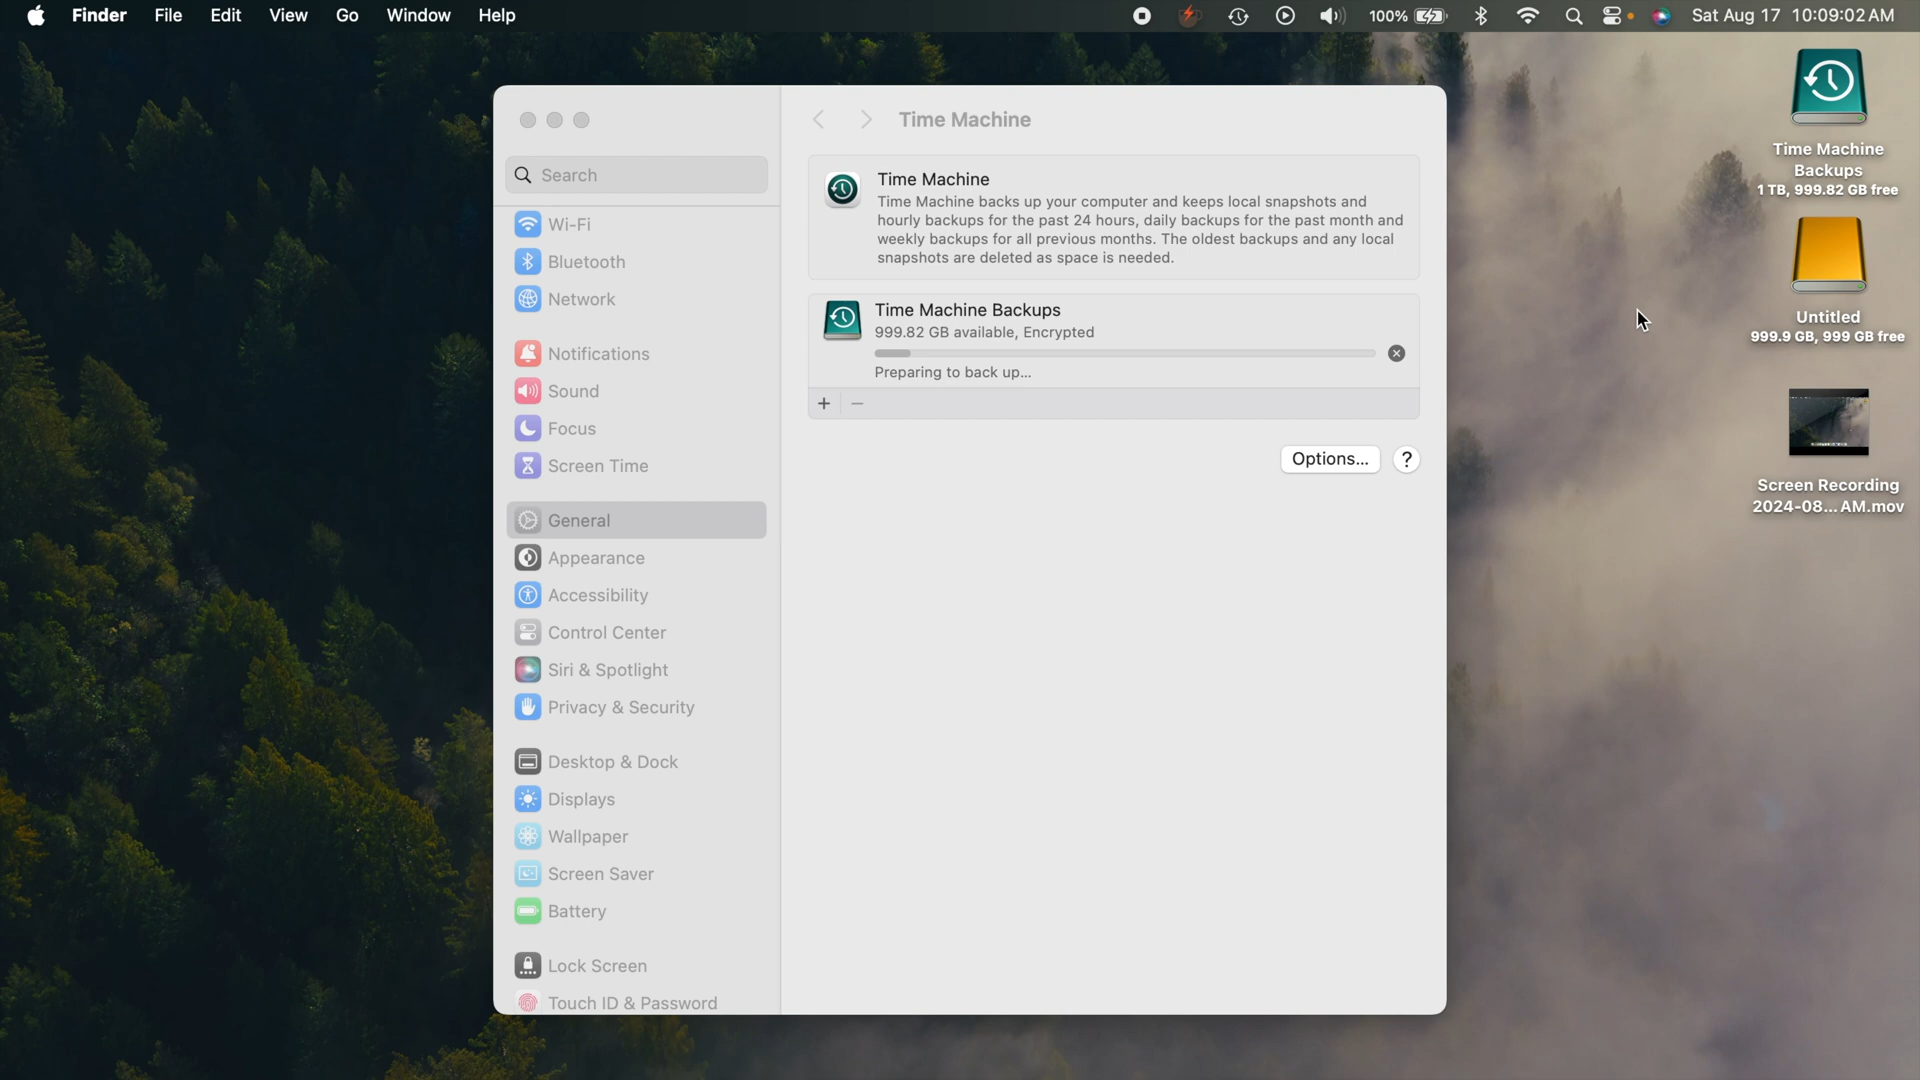 Finder File Edit View Go Window Help 100% Sat Aug 17 10:09:02 AM
Time Machine
Search
Wi-Fi
Bluetooth
Network
Notifications
Sound
Focus
Screen Time
General
Appearance
Accessibility
Control Center
Siri & Spotlight
Privacy & Security
Desktop & Dock
Displays
Wallpaper
Screen Saver
Battery
Lock Screen
Touch ID & Password
Time Machine
Time Machine backs up your computer and keeps local snapshots and
hourly backups for the past 24 hours, daily backups for the past month and
weekly backups for all previous months. The oldest backups and any local
snapshots are deleted as space is needed.
Time Machine Backups
999.82 GB available, Encrypted
Preparing to back up...
+ −
Options... ?
Time Machine
Backups
1 TB, 999.82 GB free
Untitled
999.9 GB, 999 GB free
Screen Recording
2024-08... AM.mov